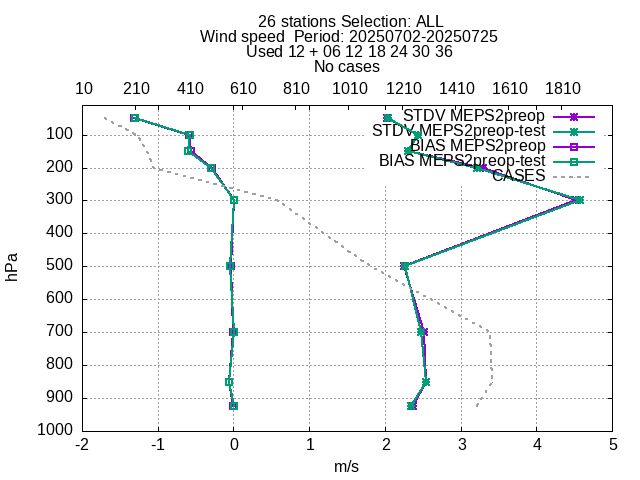 26 stations Selection: ALL
Wind speed  Period: 20250702-20250725
Used 12 + 06 12 18 24 30 36
No cases
10 210 410 610 810 1010 1210 1410 1610 1810
STDV MEPS2preop
STDV MEPS2preop-test
BIAS MEPS2preop
BIAS MEPS2preop-test
CASES
100
200
300
400
500
600
700
800
900
1000
hPa
-2 -1 0 1 2 3 4 5
m/s